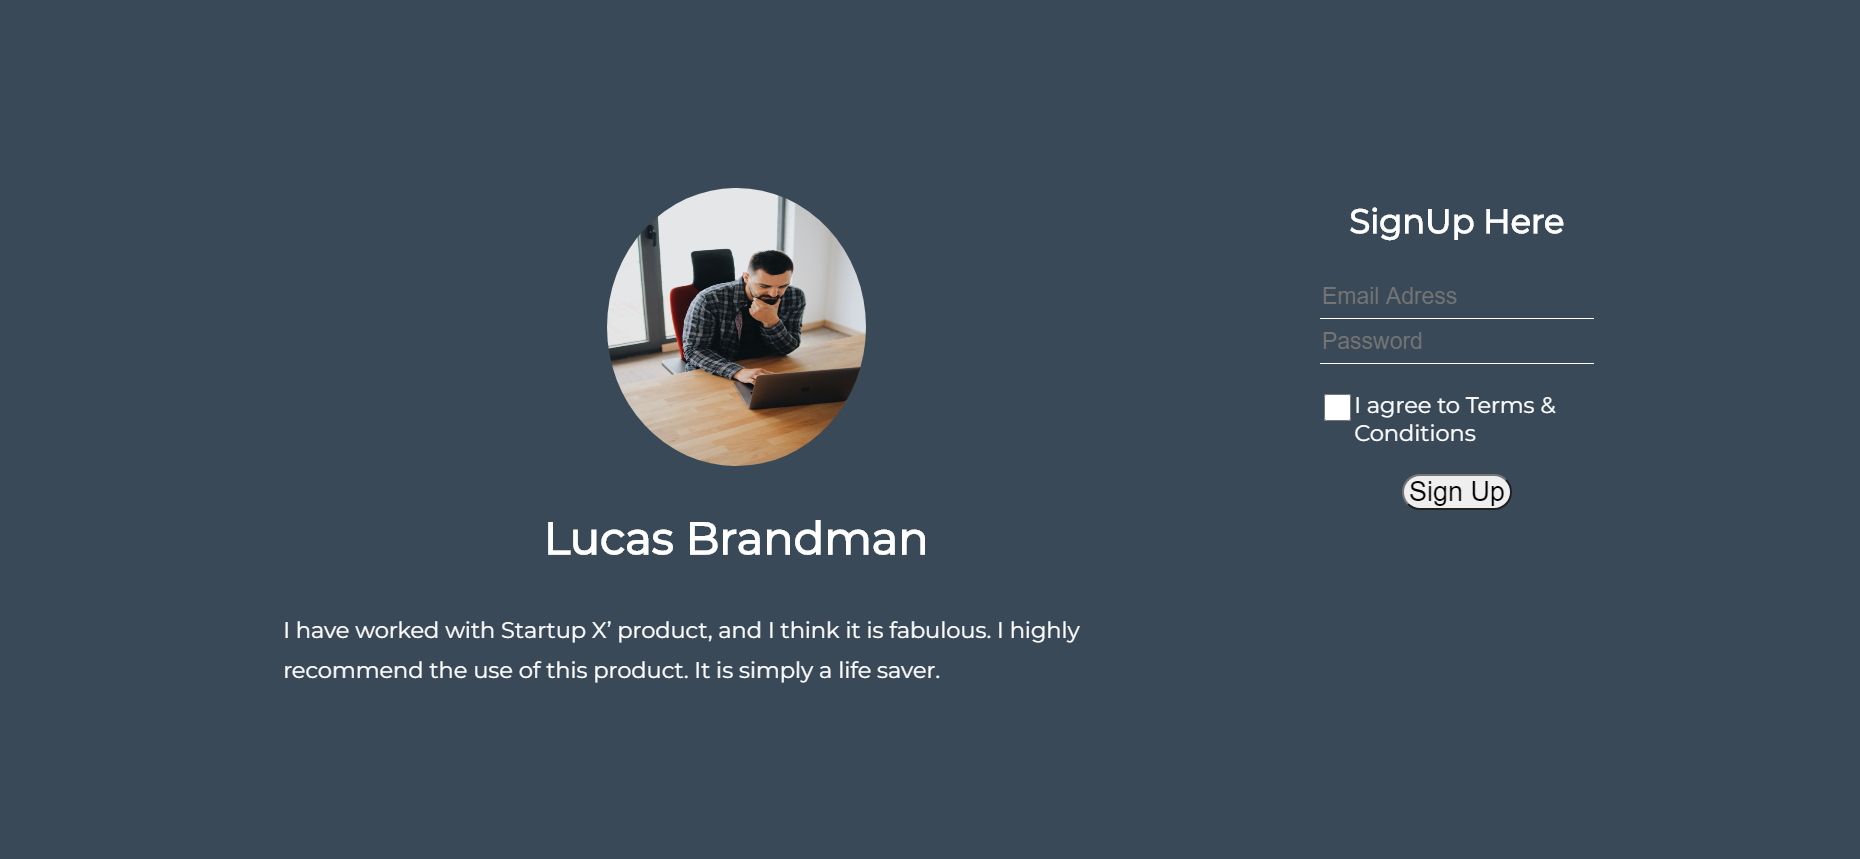 SignUp Here
Email Adress
Password
I agree to Terms &
Conditions
Sign Up
Lucas Brandman
I have worked with Startup X’ product, and I think it is fabulous. I highly
recommend the use of this product. It is simply a life saver.